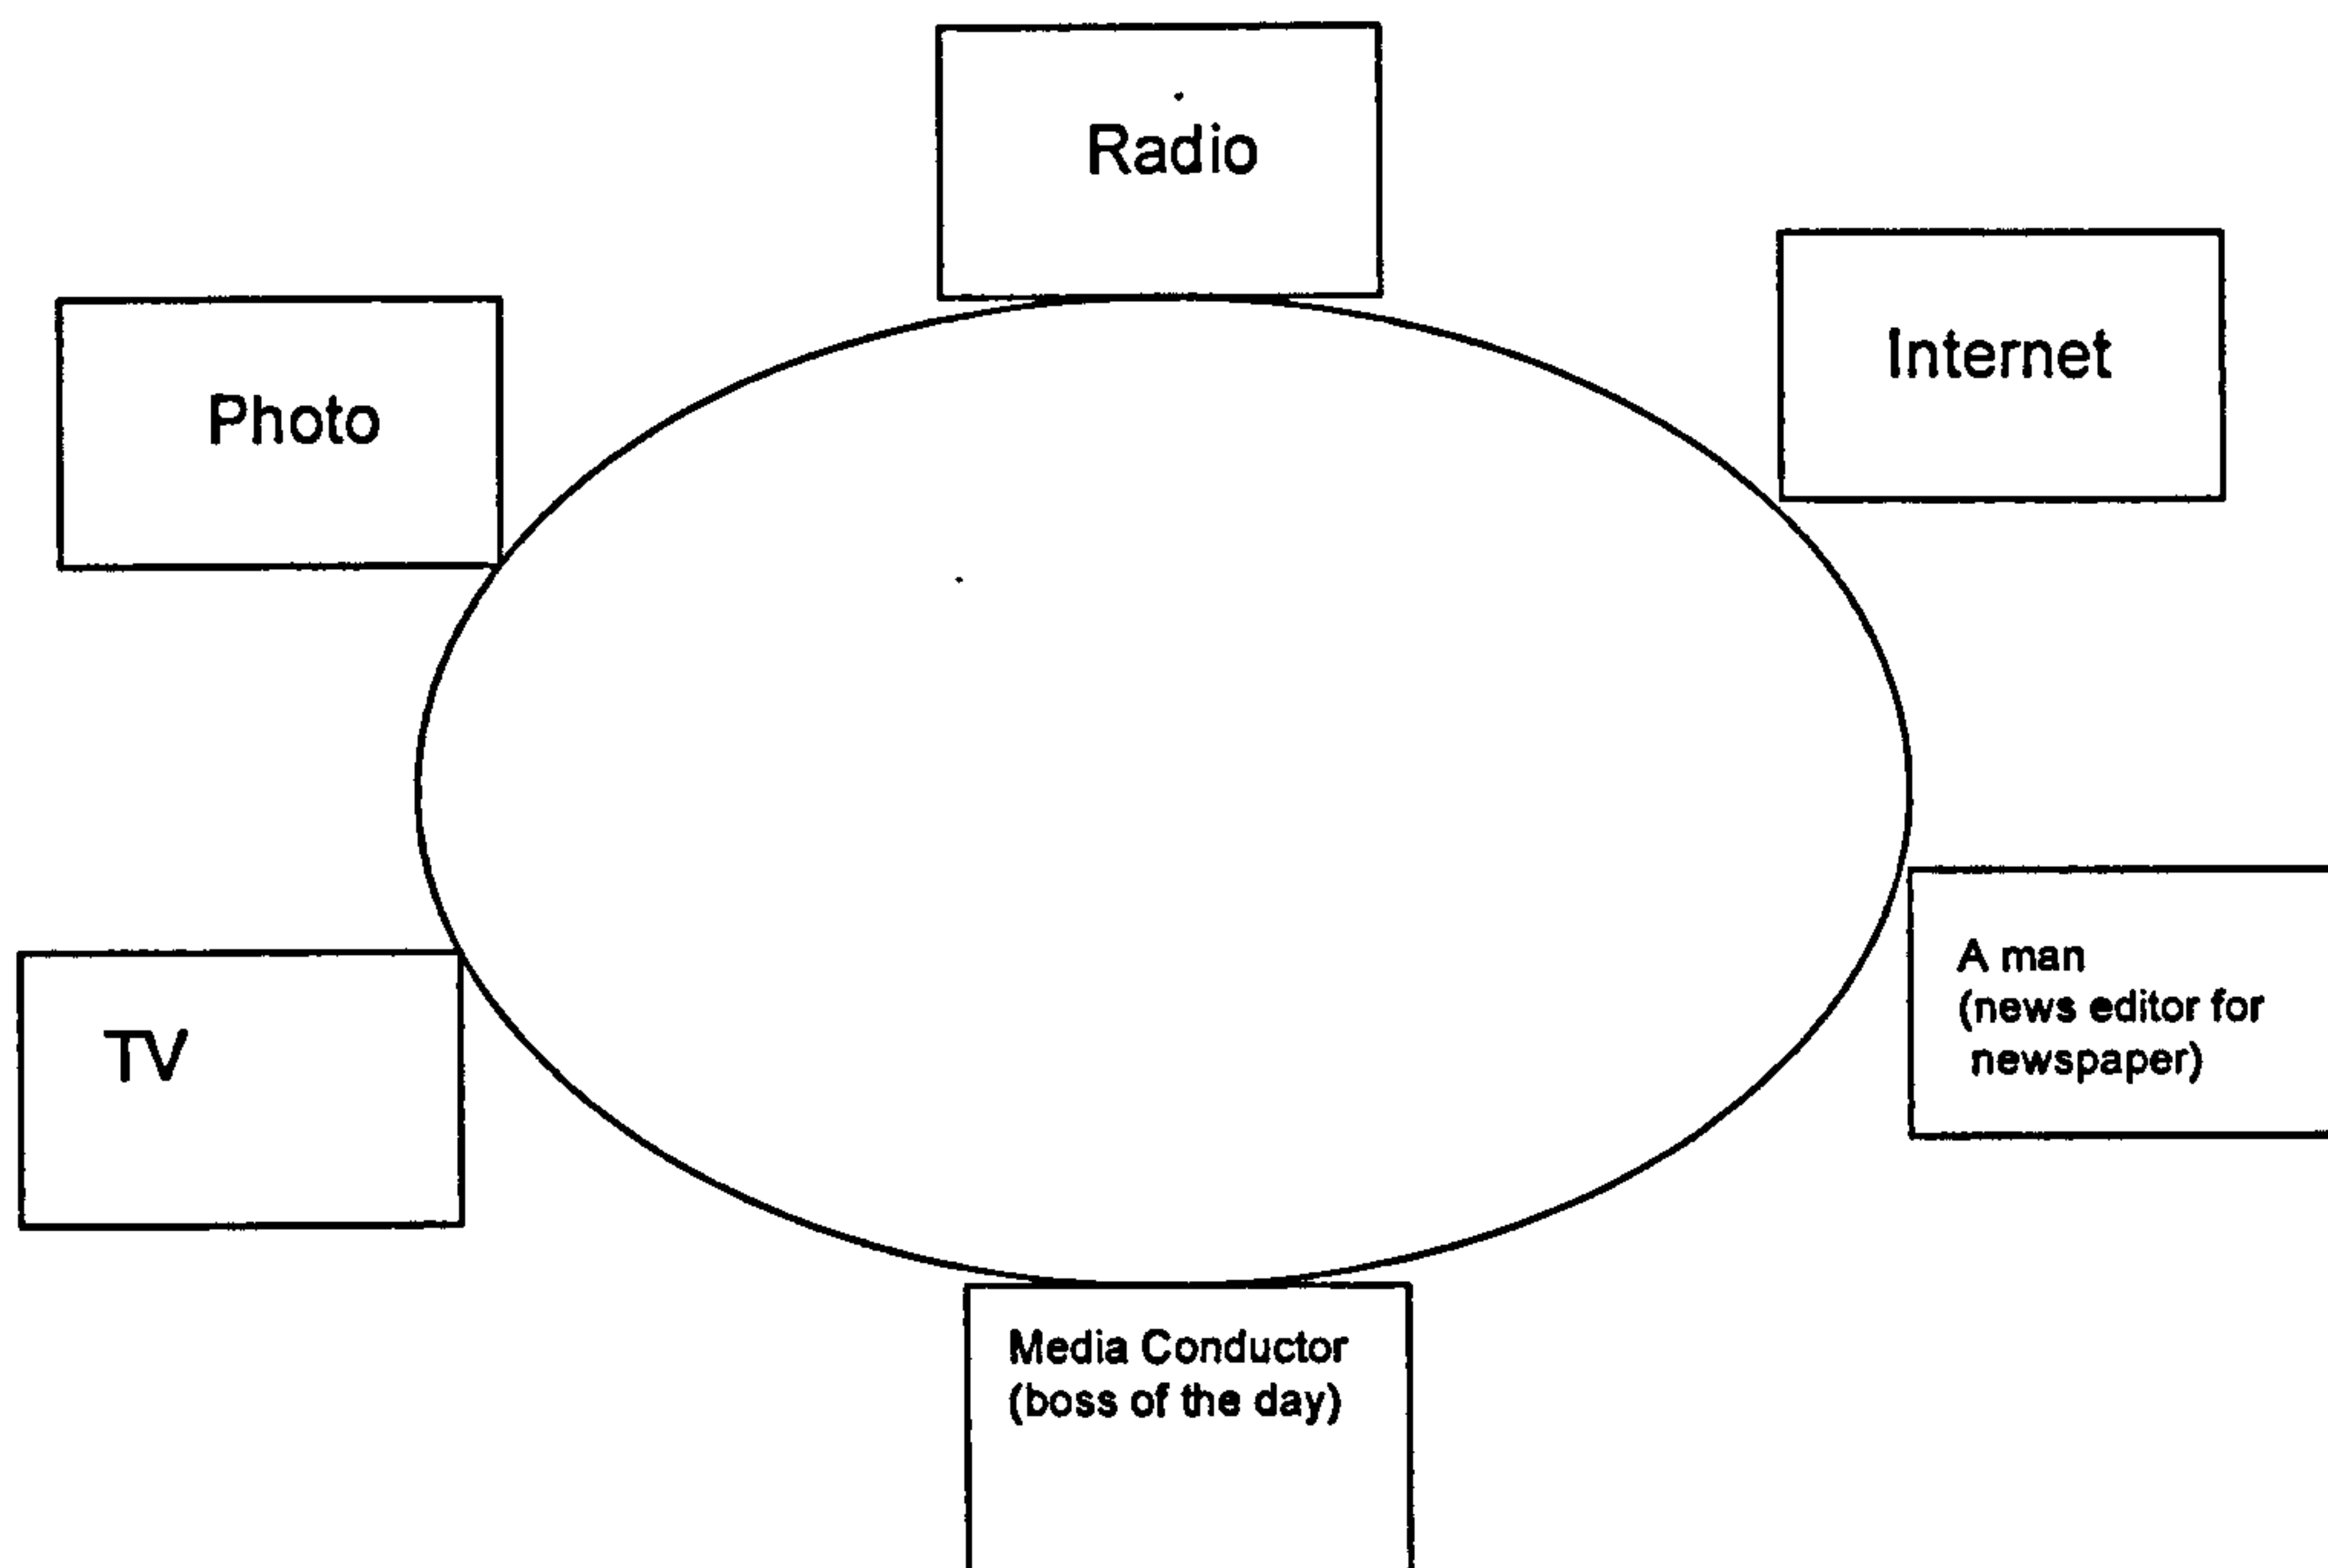 Radio
Internet
Photo
A man
(news editor for
newspaper)
TV
Media Conductor
(boss of the day)